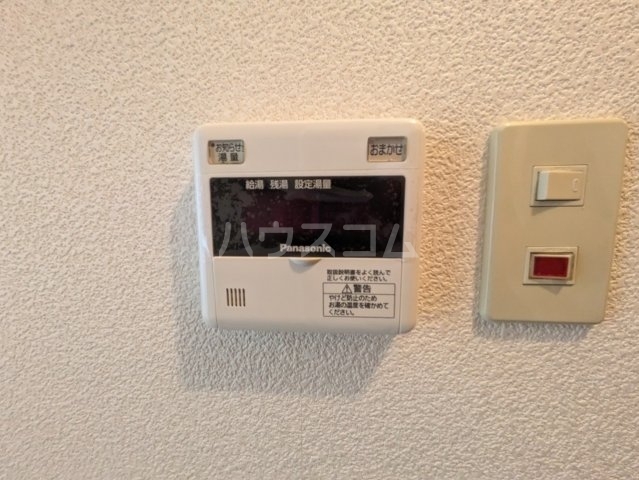 お知らせ
湯量
おまかせ
給湯 残湯 設定湯量
ハウスコム
Panasonic
取扱説明書をよく読んで
正しくお使いください。
⚠警告
やけど防止のため
お湯の温度を確かめて
ください。